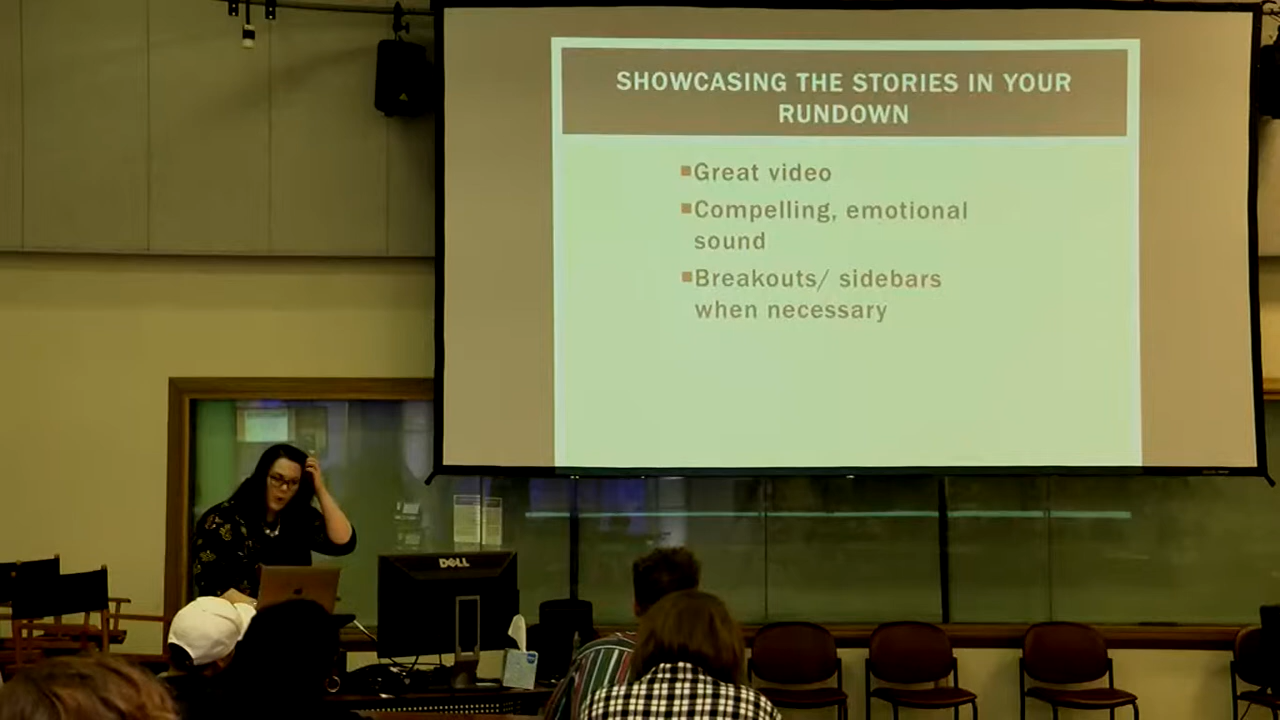 SHOWCASING THE STORIES IN YOUR
RUNDOWN
▪Great video
▪Compelling, emotional
sound
▪Breakouts/ sidebars
when necessary
DELL